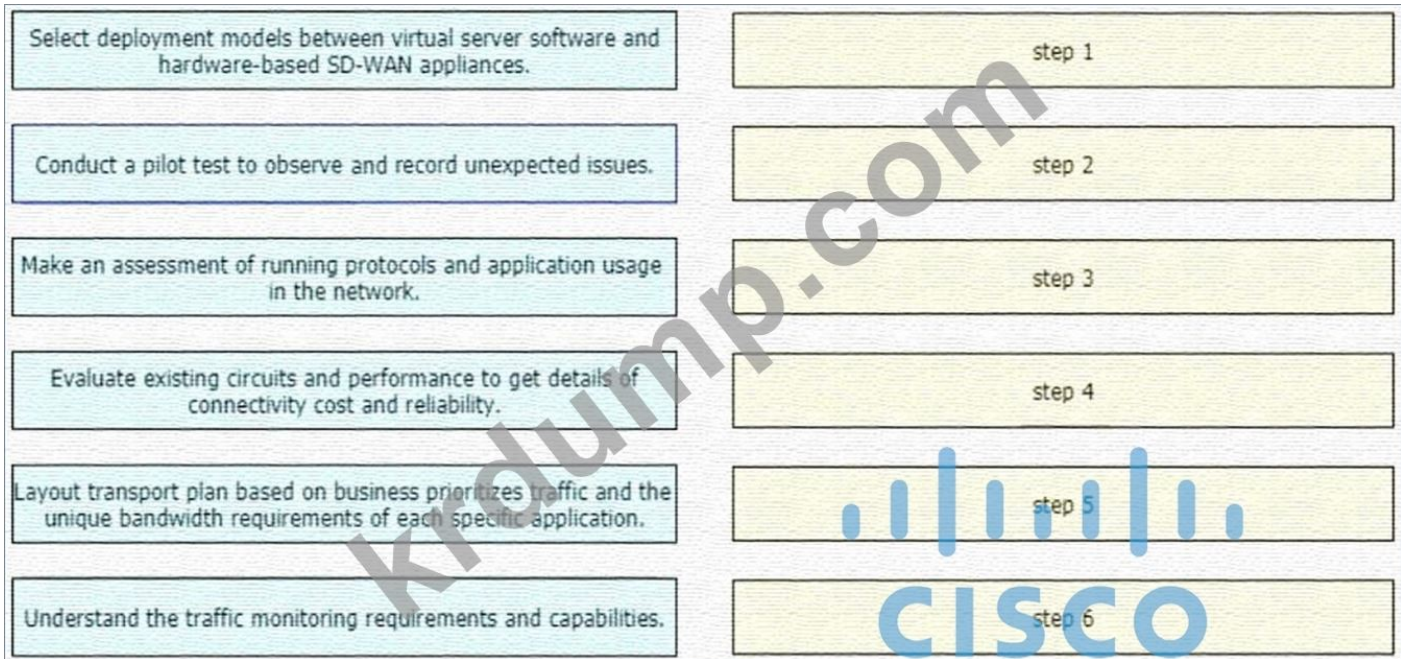 Select deployment models between virtual server software and
hardware-based SD-WAN appliances.
step 1
Conduct a pilot test to observe and record unexpected issues.
step 2
Make an assessment of running protocols and application usage
in the network.
step 3
Evaluate existing circuits and performance to get details of
connectivity cost and reliability.
step 4
Layout transport plan based on business prioritizes traffic and the
unique bandwidth requirements of each specific application.
step 5
Understand the traffic monitoring requirements and capabilities.
step 6
krdump.com
CISCO